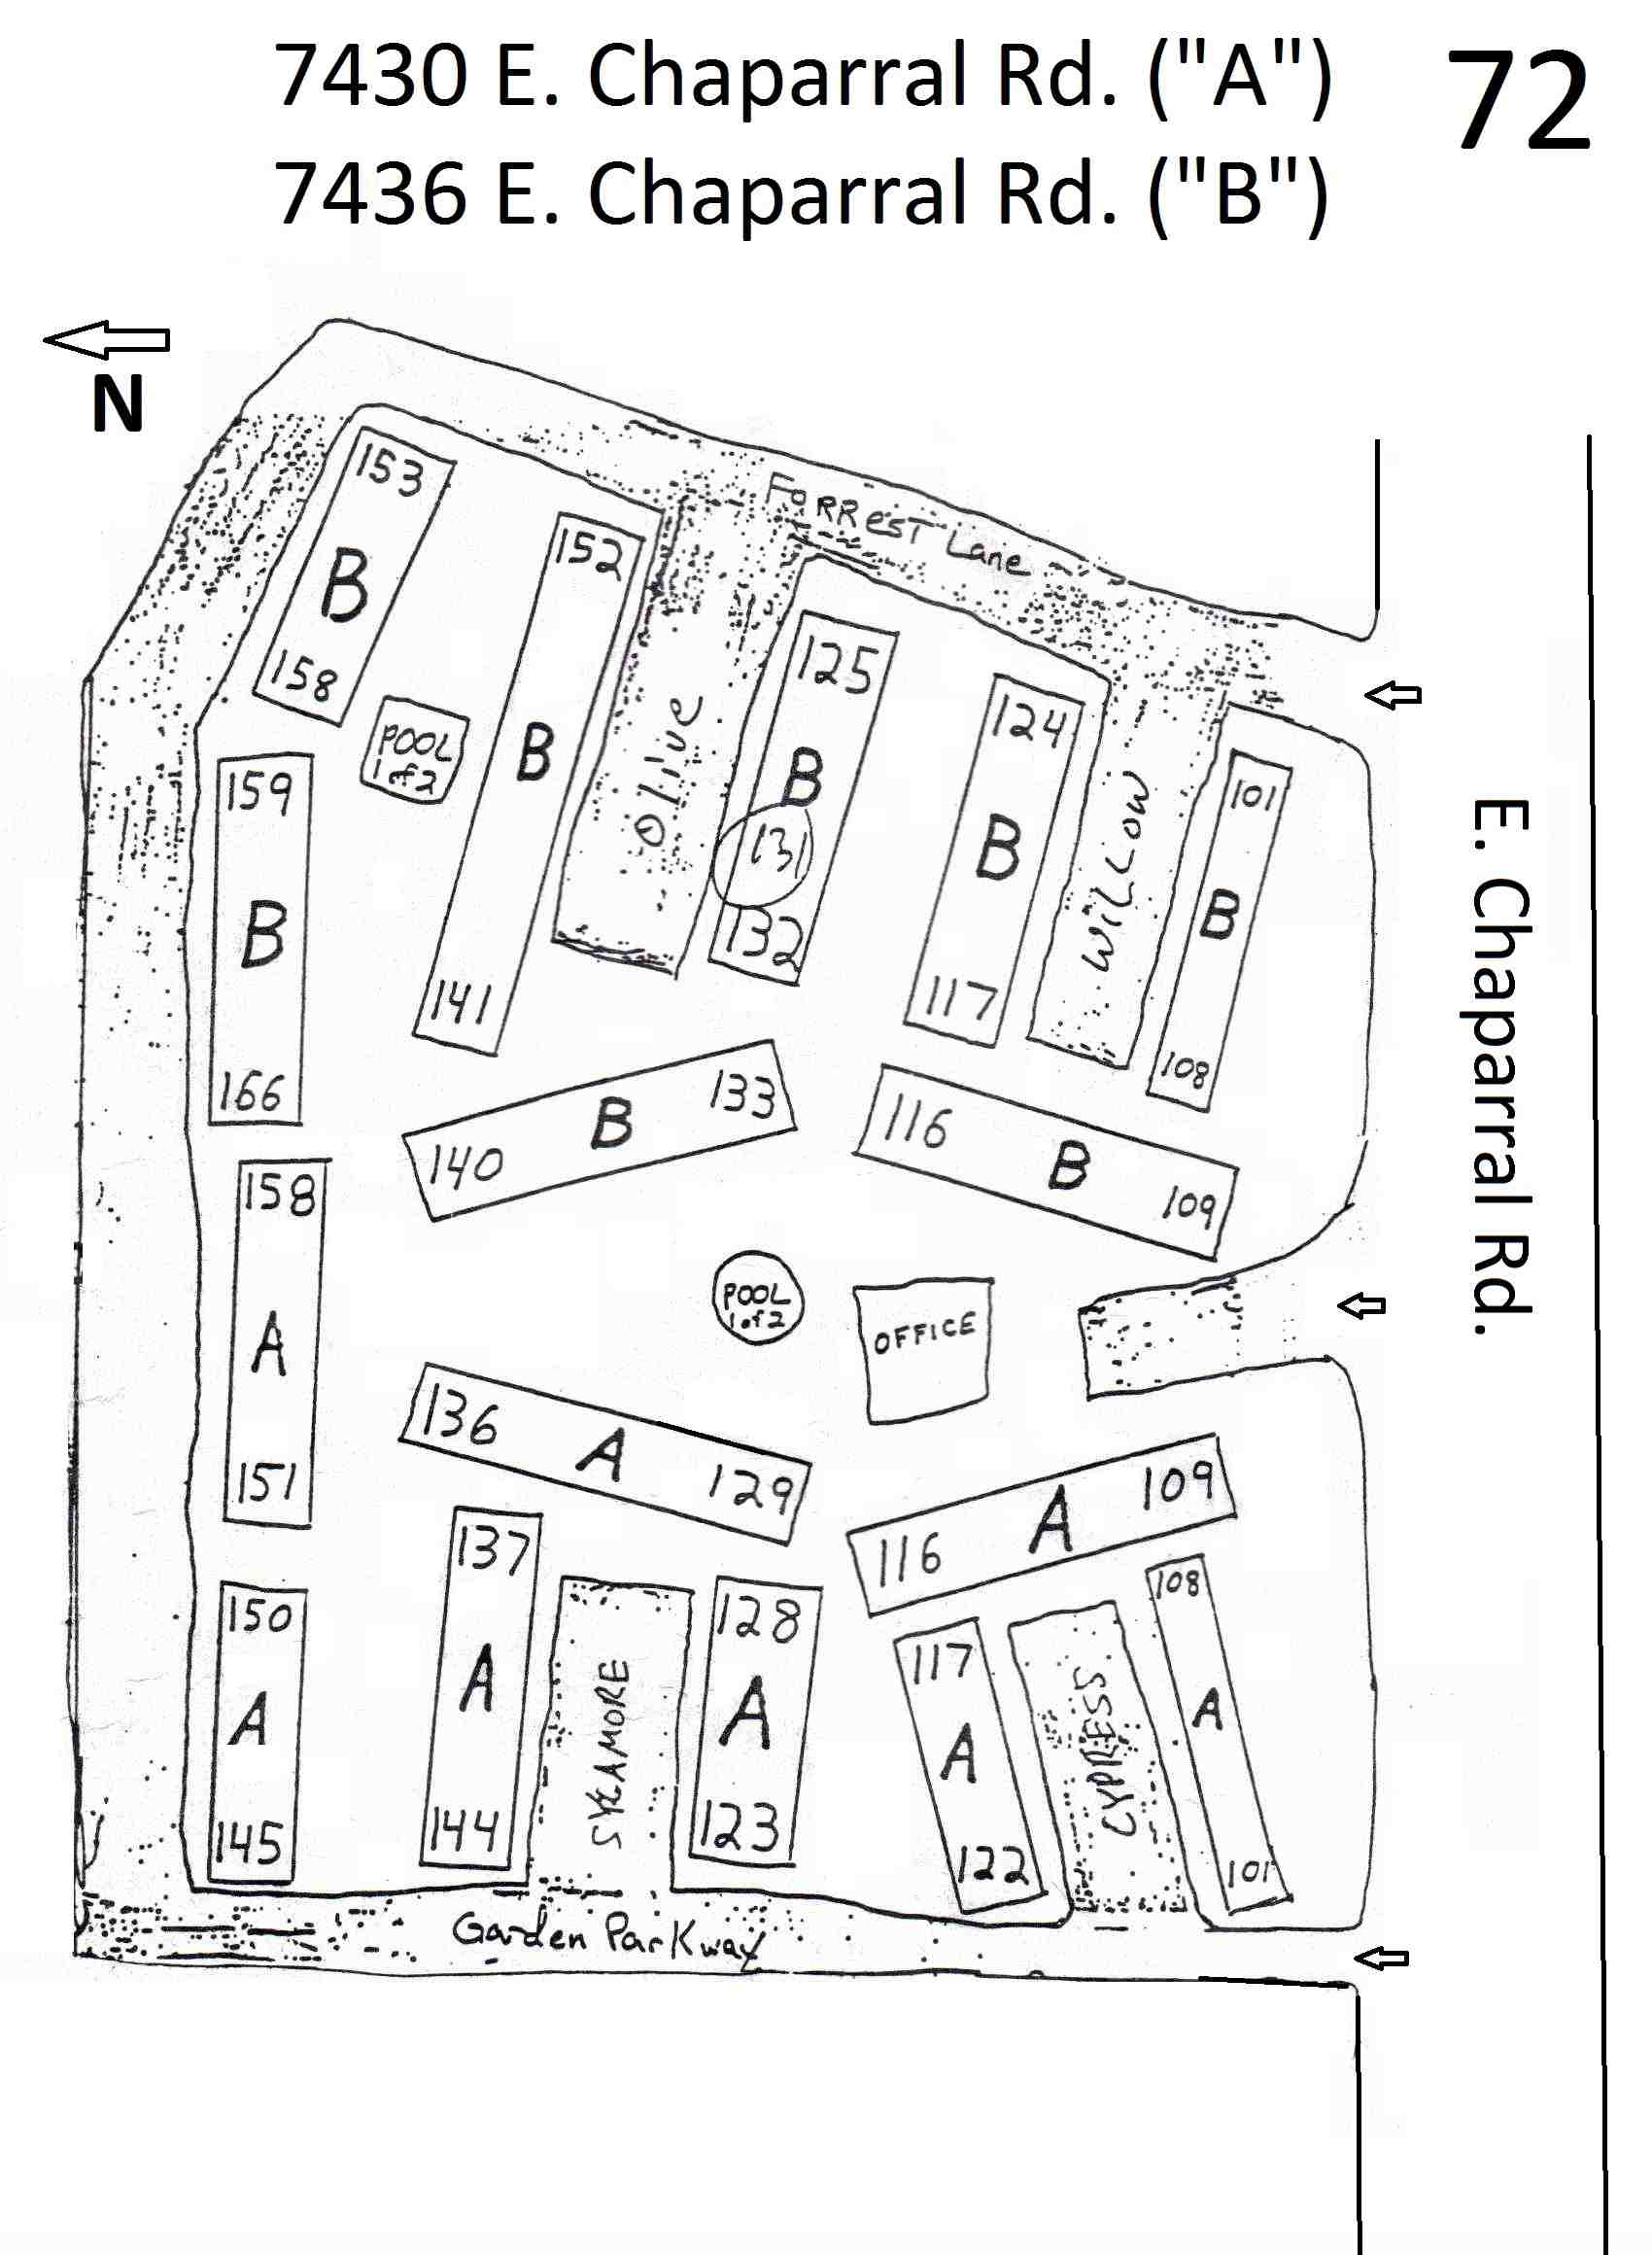 7430 E. Chaparral Rd. ("A")
72
7436 E. Chaparral Rd. ("B")
N
153
B
158
152
B
141
POOL
1 of 2
FORREST Lane
Olive
125
B
131
132
124
B
117
WILLOW
101
B
108
159
B
166
E. Chaparral Rd.
140 B 133
116 B 109
158
A
151
POOL
1 of 2
OFFICE
136 A 129
116 A 109
150
A
145
137
A
144
SYCAMORE
128
A
123
117
A
122
CYPRESS
108
A
101
Garden Parkway